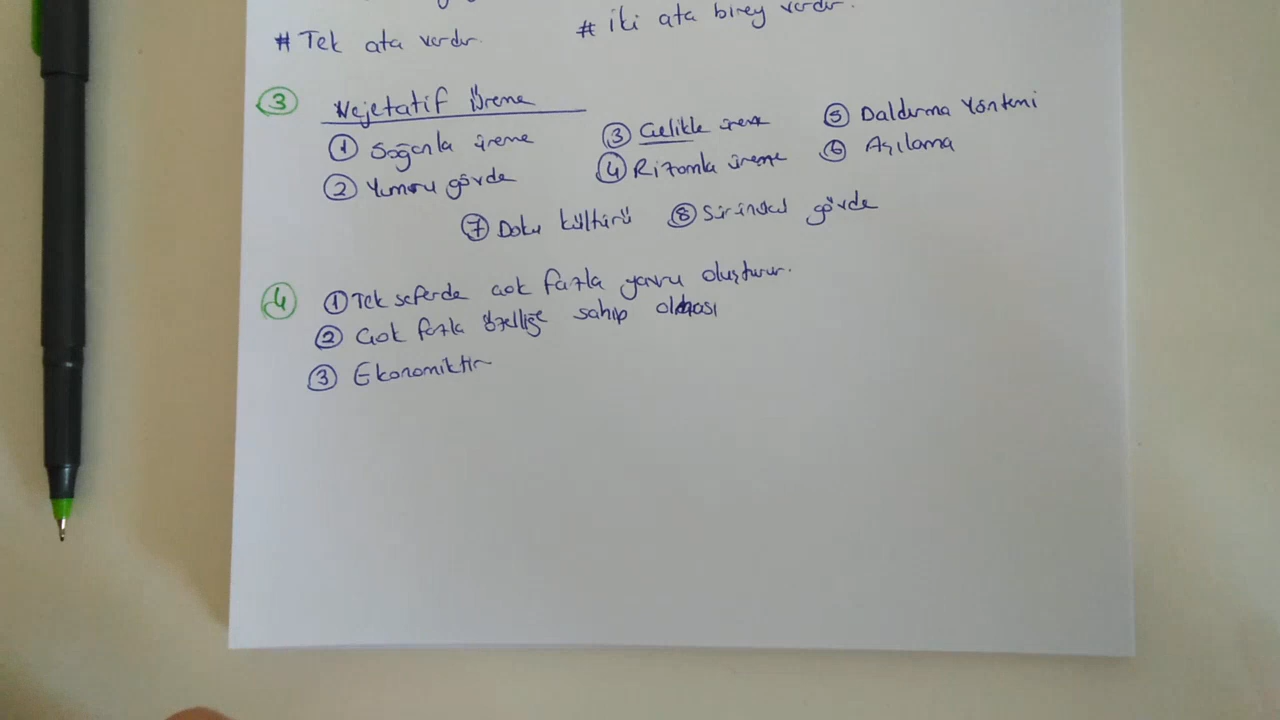 # Tek ata vardır.
# iki ata birey vardır.
3 Vejetatif Üreme
1 Soğanla üreme
2 Yumru gövde
3 Çelikle üreme
4 Rizomla üreme
5 Daldırma Yöntemi
6 Aşılama
7 Doku kültürü
8 Sürünücü gövde
4 1 Tek seferde çok fazla yavru oluşturur.
2 Çok fazla özelliğe sahip olması
3 Ekonomiktir